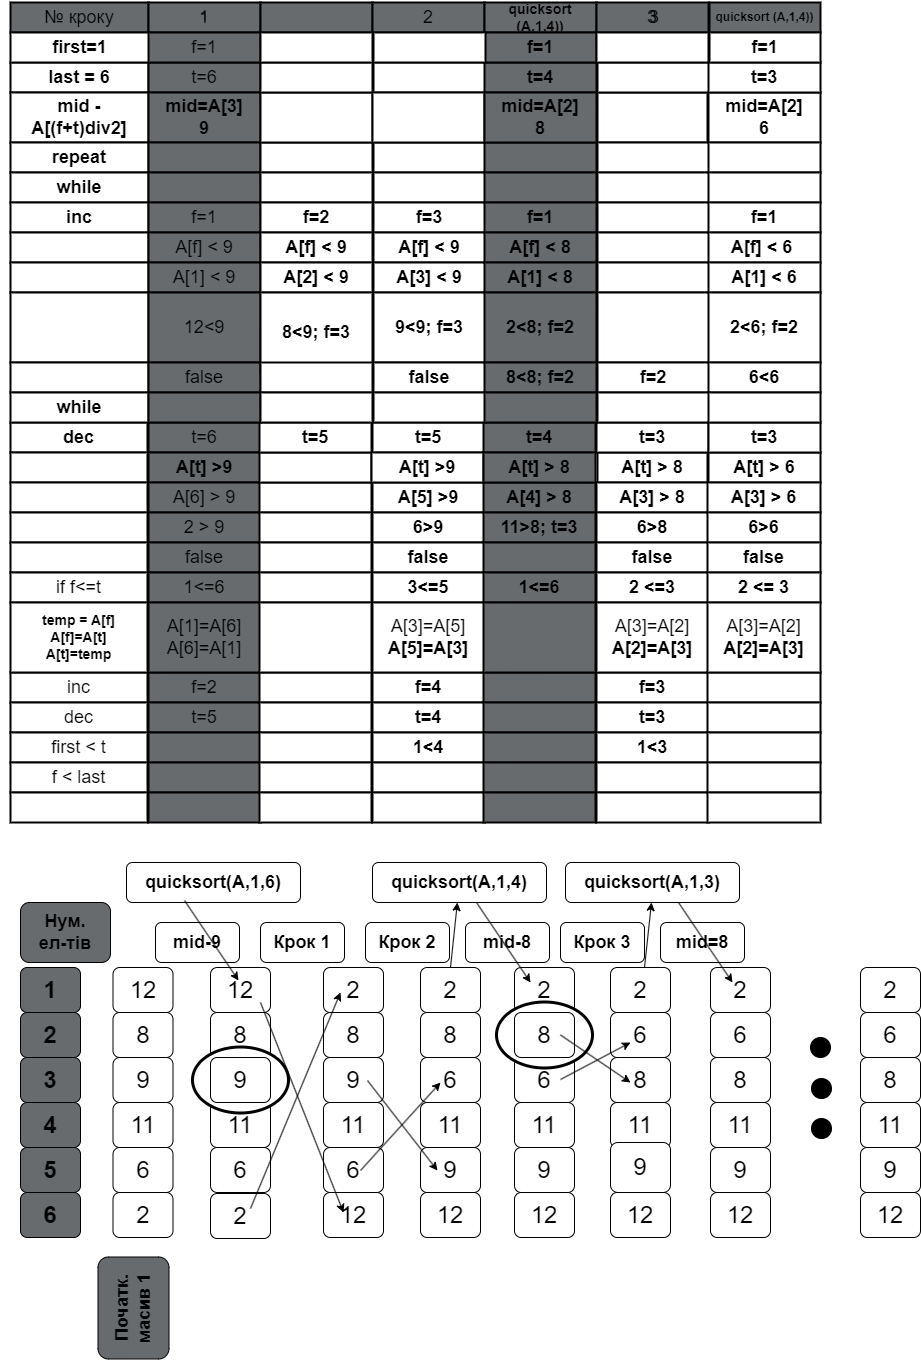 № кроку 1 2 quicksort (A,1,4)) 3 quicksort (A,1,4))
first=1 f=1 f=1 f=1
last = 6 t=6 t=4 t=3
mid - A[(f+t)div2] mid=A[3] 9 mid=A[2] 8 mid=A[2] 6
repeat
while
inc f=1 f=2 f=3 f=1 f=1
A[f] < 9 A[f] < 9 A[f] < 9 A[f] < 8 A[f] < 6
A[1] < 9 A[2] < 9 A[3] < 9 A[1] < 8 A[1] < 6
12<9 8<9; f=3 9<9; f=3 2<8; f=2 2<6; f=2
false false 8<8; f=2 f=2 6<6
while
dec t=6 t=5 t=5 t=4 t=3 t=3
A[t] >9 A[t] >9 A[t] > 8 A[t] > 8 A[t] > 6
A[6] > 9 A[5] >9 A[4] > 8 A[3] > 8 A[3] > 6
2 > 9 6>9 11>8; t=3 6>8 6>6
false false false false
if f<=t 1<=6 3<=5 1<=6 2 <=3 2 <= 3
temp = A[f] A[f]=A[t] A[t]=temp A[1]=A[6] A[6]=A[1] A[3]=A[5] A[5]=A[3] A[3]=A[2] A[2]=A[3] A[3]=A[2] A[2]=A[3]
inc f=2 f=4 f=3
dec t=5 t=4 t=3
first < t 1<4 1<3
f < last
quicksort(A,1,6) quicksort(A,1,4) quicksort(A,1,3)
Нум. ел-тів mid-9 Крок 1 Крок 2 mid-8 Крок 3 mid=8
1 12 12 2 2 2 2 2 2
2 8 8 8 8 8 6 6 6
3 9 9 9 6 6 8 8 8
4 11 11 11 11 11 11 11 11
5 6 6 6 9 9 9 9 9
6 2 2 12 12 12 12 12 12
Початк.
масив 1